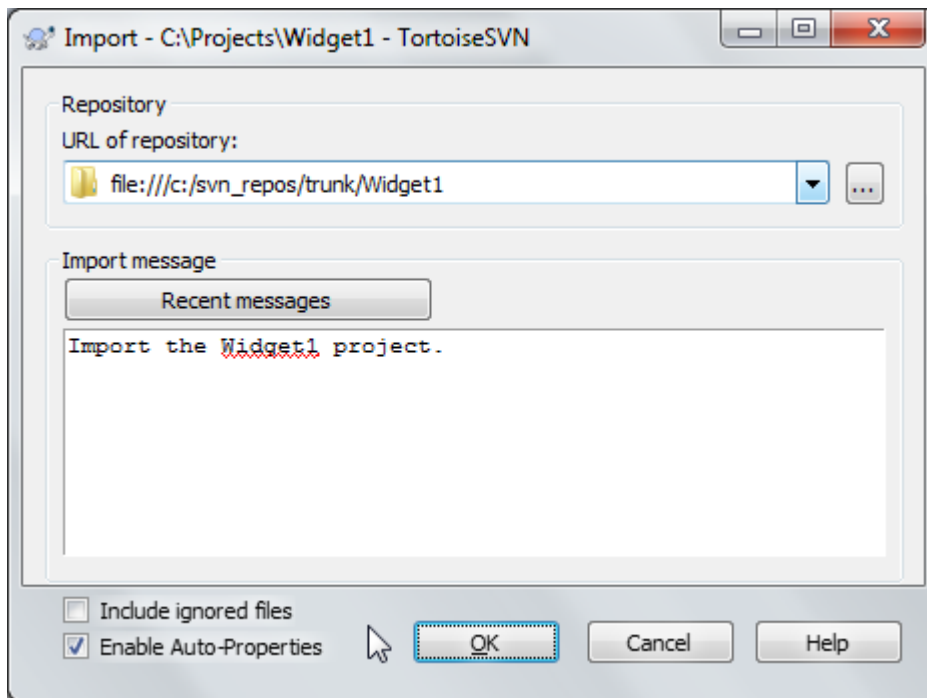 Import - C:\Projects\Widget1 - TortoiseSVN
Repository
URL of repository:
file:///c:/svn_repos/trunk/Widget1
...
Import message
Recent messages
Import the Widget1 project.
Include ignored files
Enable Auto-Properties
OK
Cancel
Help